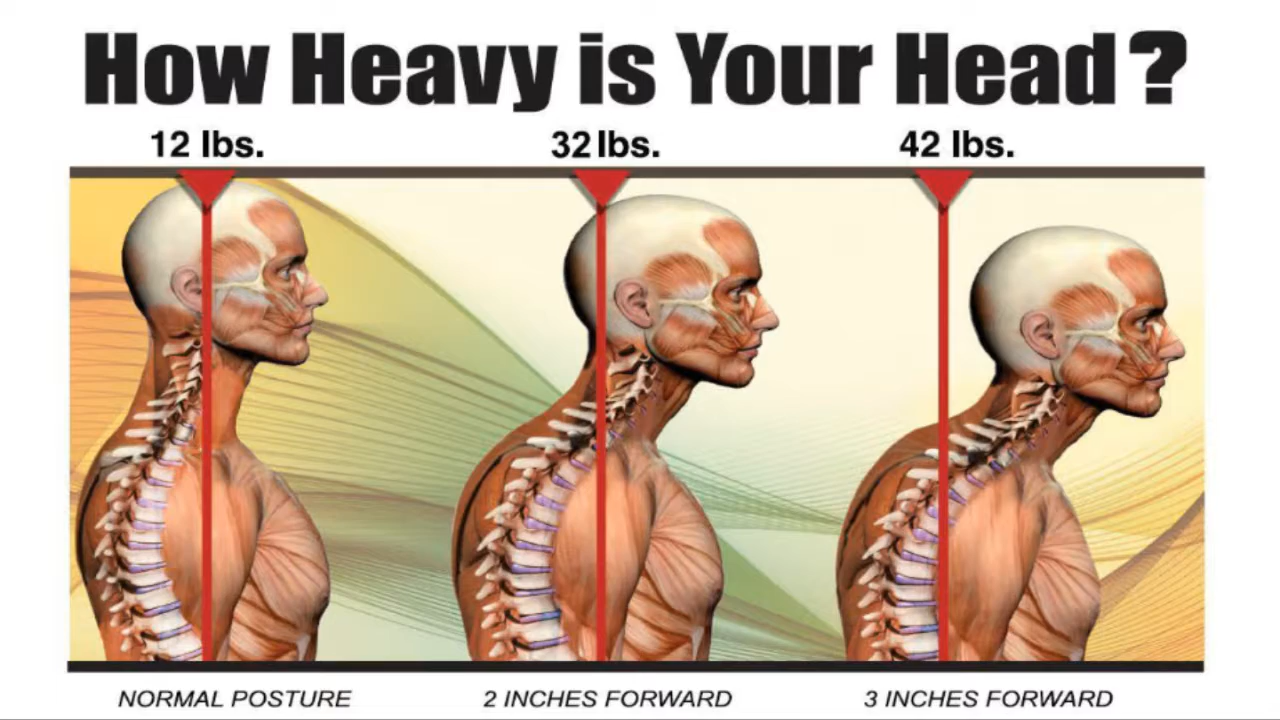 How Heavy is Your Head?
12 lbs.
32 lbs.
42 lbs.
NORMAL POSTURE
2 INCHES FORWARD
3 INCHES FORWARD